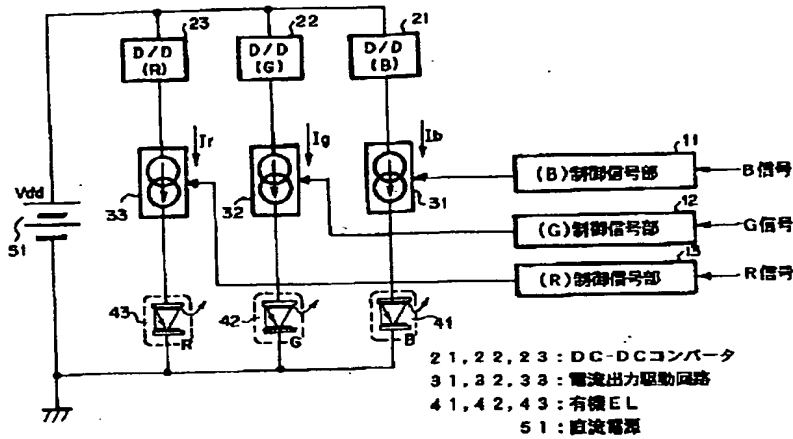 23
22
21
D/D
(R)
D/D
(G)
D/D
(B)
Ir
Ig
Ib
11
(B)制御信号部
B信号
Vdd
33
32
31
12
(G)制御信号部
G信号
51
13
(R)制御信号部
R信号
43
42
41
R
G
B
21,22,23:DC-DCコンバータ
31,32,33:電流出力駆動回路
41,42,43:有機EL
51:直流電源